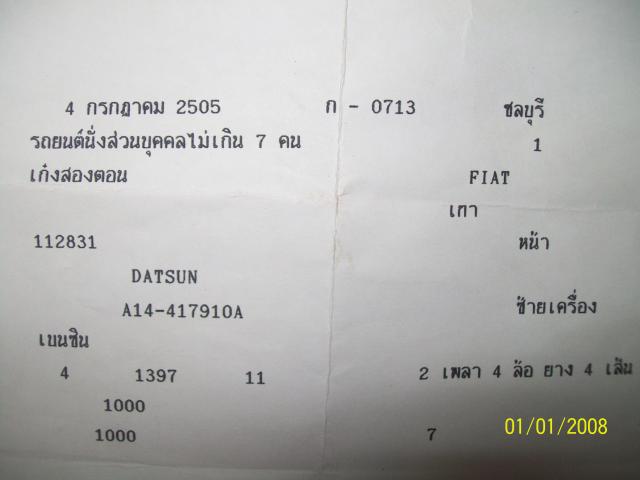 4 กรกฎาคม 2505 ก - 0713 ชลบุรี
รถยนต์นั่งส่วนบุคคลไม่เกิน 7 คน 1
เก๋งสองตอน FIAT
เทา
112831 หน้า
DATSUN
A14-417910A ซ้ายเครื่อง
เบนซิน
4 1397 11 2 เพลา 4 ล้อ ยาง 4 เส้น
1000
1000 7
01/01/2008